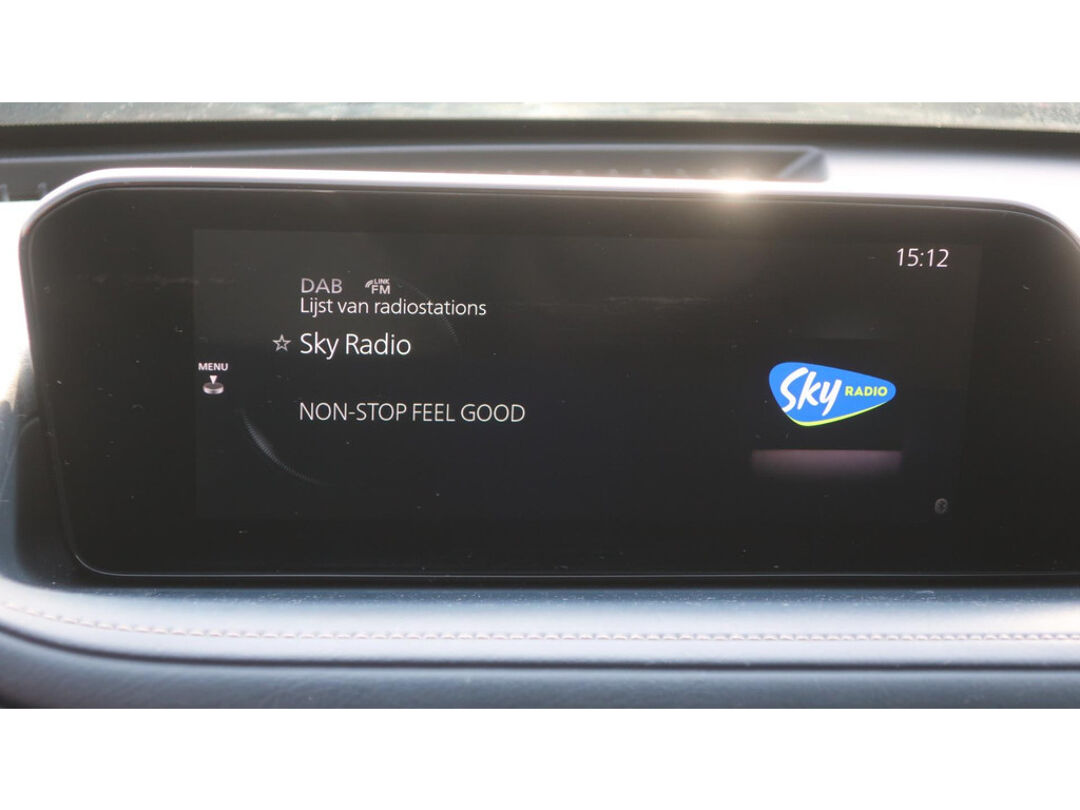 15:12
DAB LINK FM
Lijst van radiostations
☆ Sky Radio
MENU
NON-STOP FEEL GOOD
Sky RADIO